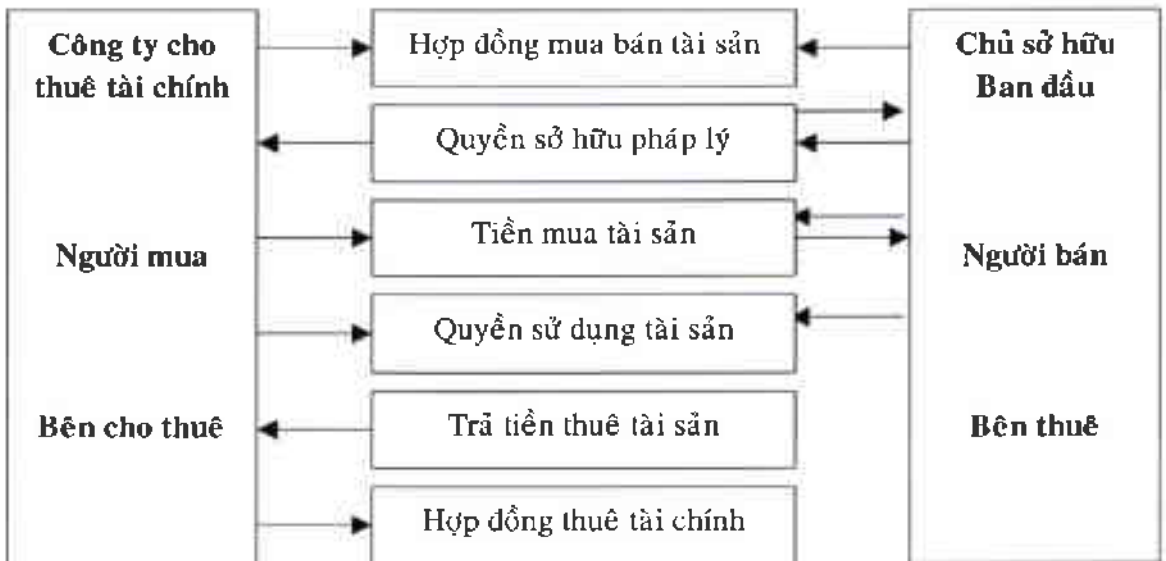 Công ty cho
thuê tài chính
Người mua
Bên cho thuê
Hợp đồng mua bán tài sản
Quyền sở hữu pháp lý
Tiền mua tài sản
Quyền sử dụng tài sản
Trả tiền thuê tài sản
Hợp đồng thuê tài chính
Chủ sở hữu
Ban đầu
Người bán
Bên thuê